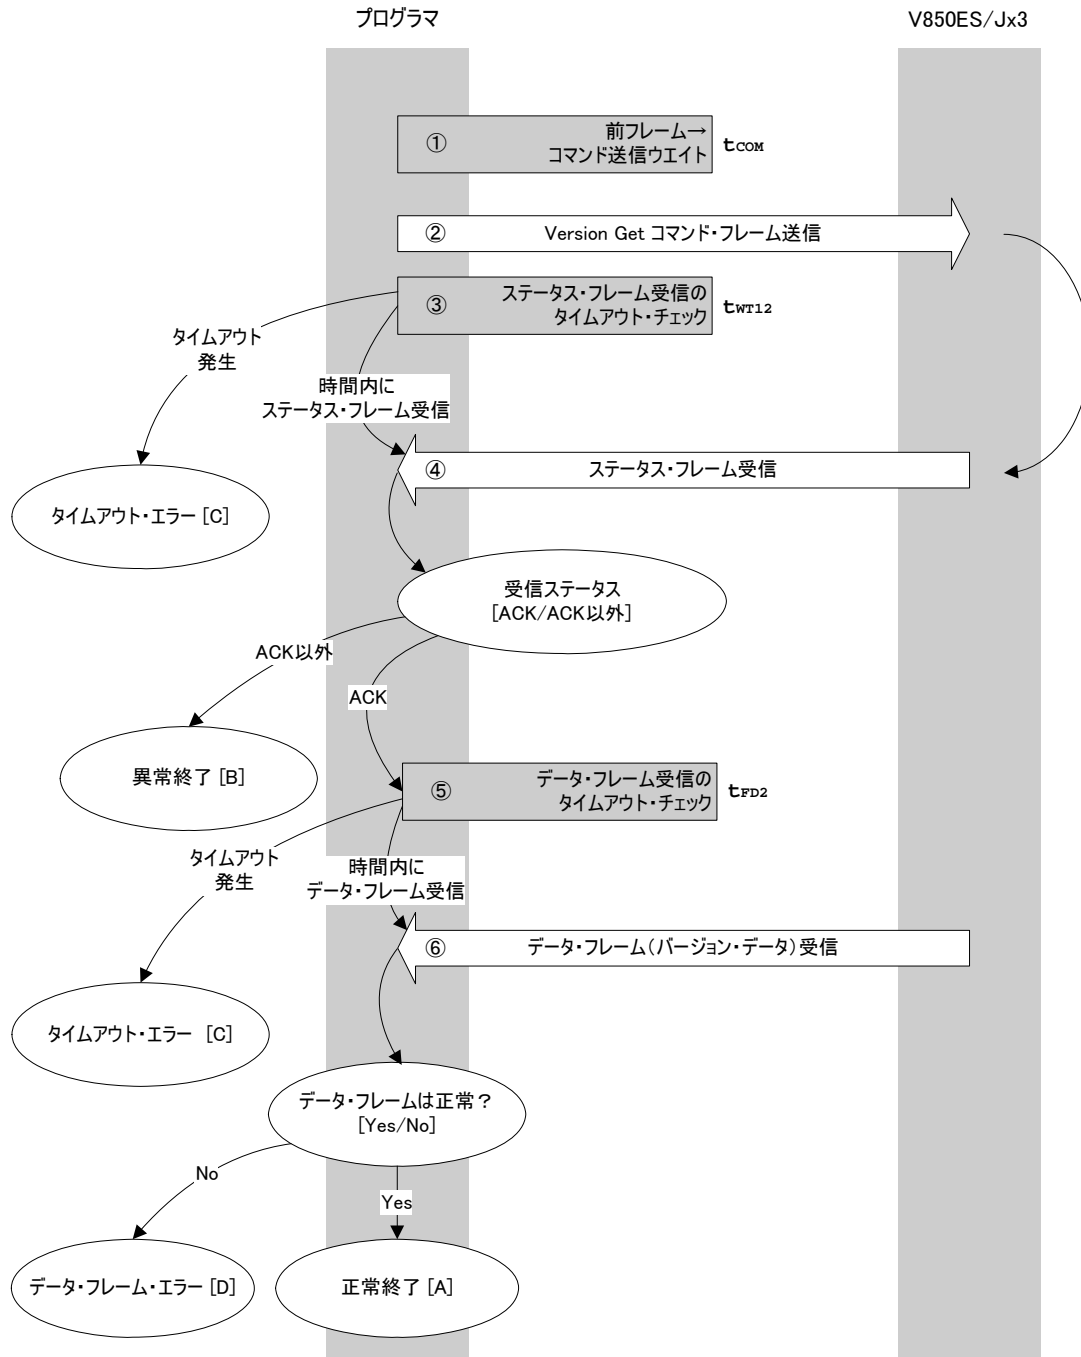 プログラマ
V850ES/Jx3
①
前フレーム→
コマンド送信ウエイト
tCOM
②
Version Get コマンド・フレーム送信
③
ステータス・フレーム受信の
タイムアウト・チェック
tWT12
タイムアウト
発生
時間内に
ステータス・フレーム受信
④
ステータス・フレーム受信
タイムアウト・エラー [C]
受信ステータス
[ACK/ACK以外]
ACK以外
ACK
異常終了 [B]
⑤
データ・フレーム受信の
タイムアウト・チェック
tFD2
タイムアウト
発生
時間内に
データ・フレーム受信
⑥
データ・フレーム（バージョン・データ）受信
タイムアウト・エラー [C]
データ・フレームは正常？
[Yes/No]
No
Yes
データ・フレーム・エラー [D]
正常終了 [A]